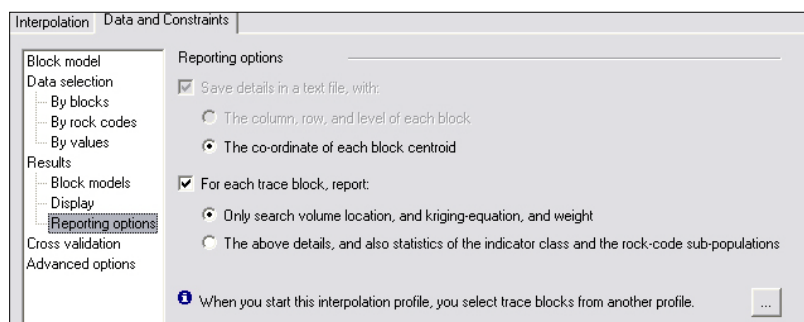 Interpolation
Data and Constraints
Block model
Data selection
By blocks
By rock codes
By values
Results
Block models
Display
Reporting options
Cross validation
Advanced options
Reporting options
Save details in a text file, with:
The column, row, and level of each block
The co-ordinate of each block centroid
For each trace block, report:
Only search volume location, and kriging-equation, and weight
The above details, and also statistics of the indicator class and the rock-code sub-populations
When you start this interpolation profile, you select trace blocks from another profile.
...